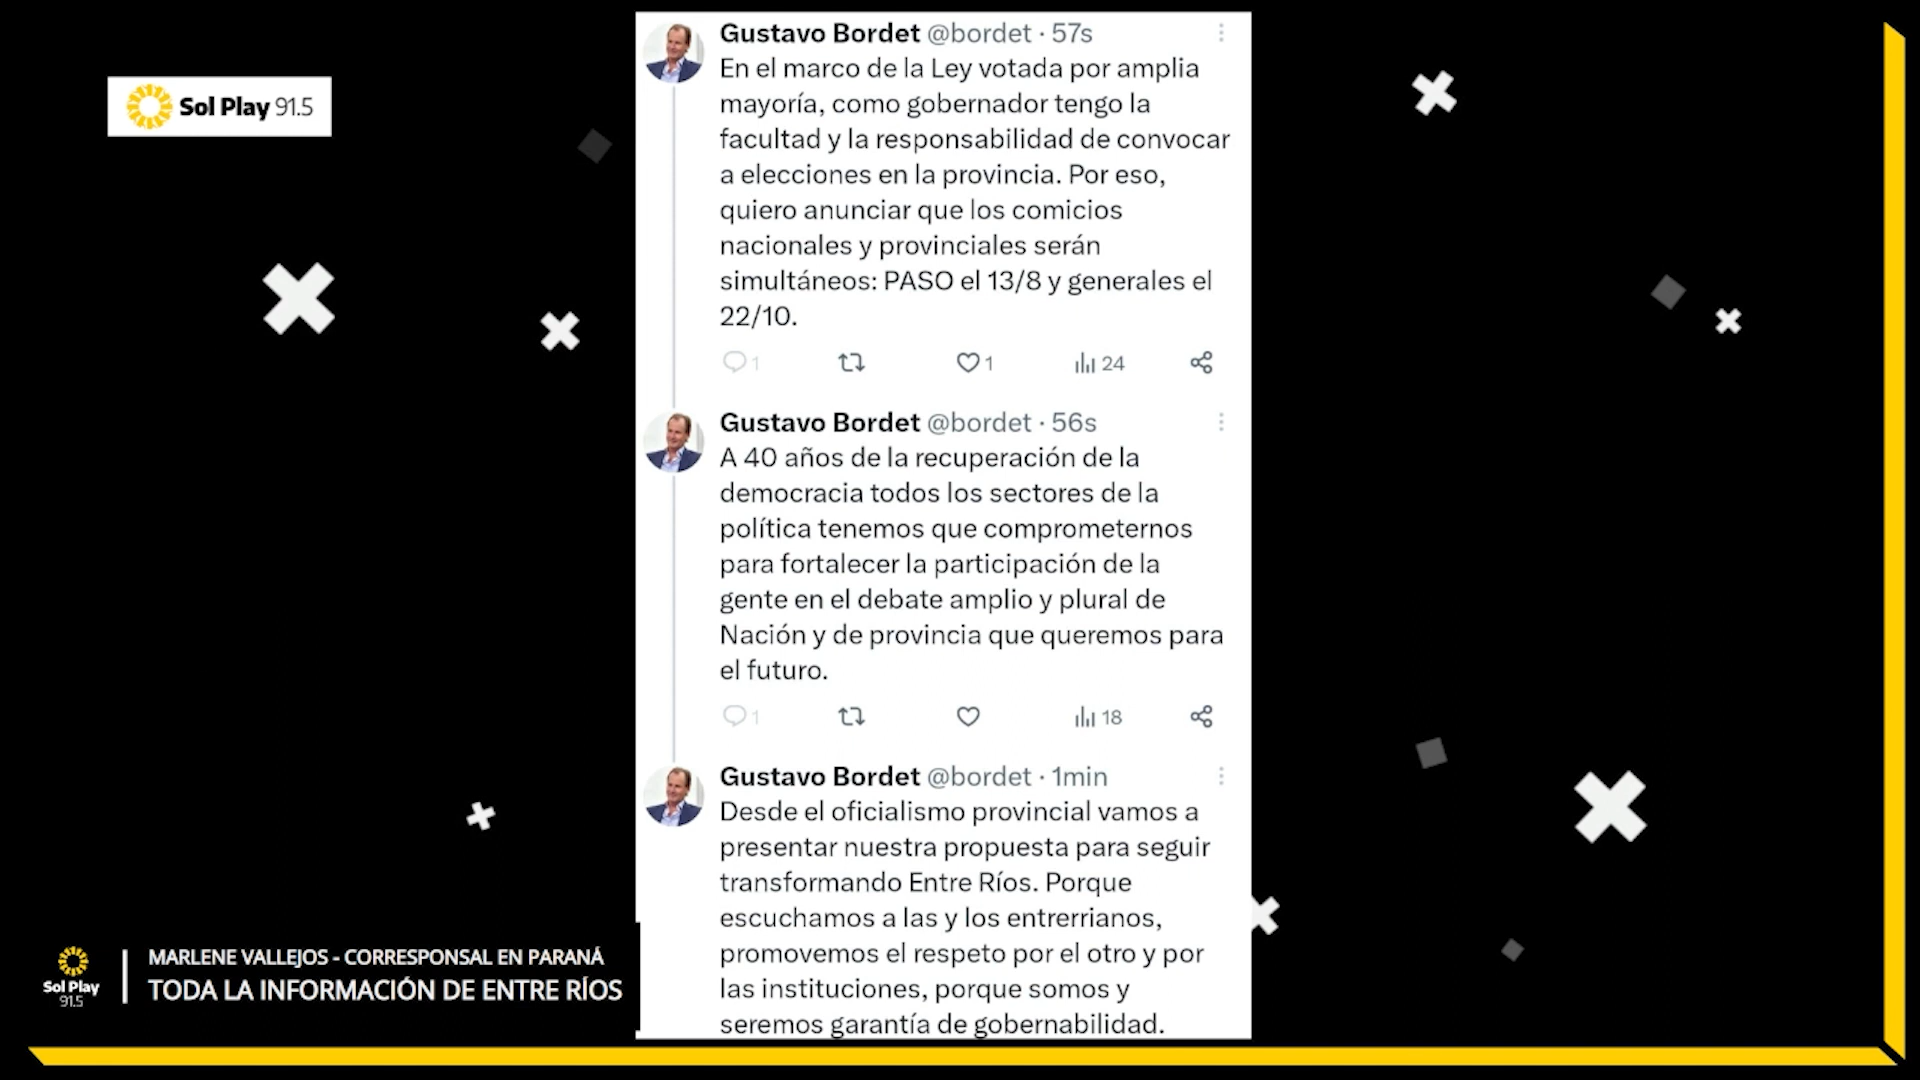 Sol Play 91.5
Gustavo Bordet @bordet · 57s
En el marco de la Ley votada por amplia
mayoría, como gobernador tengo la
facultad y la responsabilidad de convocar
a elecciones en la provincia. Por eso,
quiero anunciar que los comicios
nacionales y provinciales serán
simultáneos: PASO el 13/8 y generales el
22/10.
1 1 24
Gustavo Bordet @bordet · 56s
A 40 años de la recuperación de la
democracia todos los sectores de la
política tenemos que comprometernos
para fortalecer la participación de la
gente en el debate amplio y plural de
Nación y de provincia que queremos para
el futuro.
1 18
Gustavo Bordet @bordet · 1min
Desde el oficialismo provincial vamos a
presentar nuestra propuesta para seguir
transformando Entre Ríos. Porque
escuchamos a las y los entrerrianos,
promovemos el respeto por el otro y por
las instituciones, porque somos y
seremos garantía de gobernabilidad.
Sol Play
91.5
MARLENE VALLEJOS - CORRESPONSAL EN PARANÁ
TODA LA INFORMACIÓN DE ENTRE RÍOS